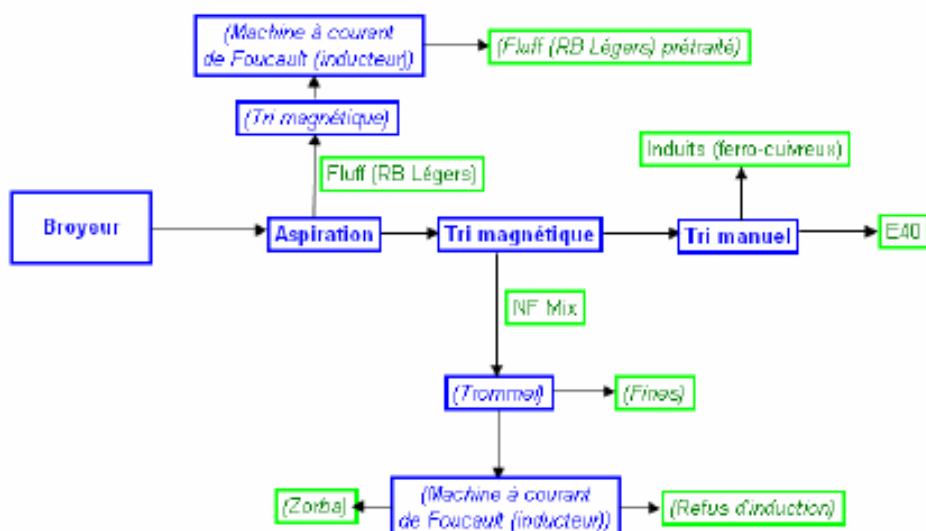 (Machine à courant
de Foucault (inducteur))
(Fluff (RB Légers) prétraité)
(Tri magnétique)
Induits (ferro-cuivreux)
Fluff (RB Légers)
Broyeur
Aspiration
Tri magnétique
Tri manuel
E40
NF Mix
(Trommel)
(Fines)
(Zorba)
(Machine à courant
de Foucault (inducteur))
(Refus d'induction)